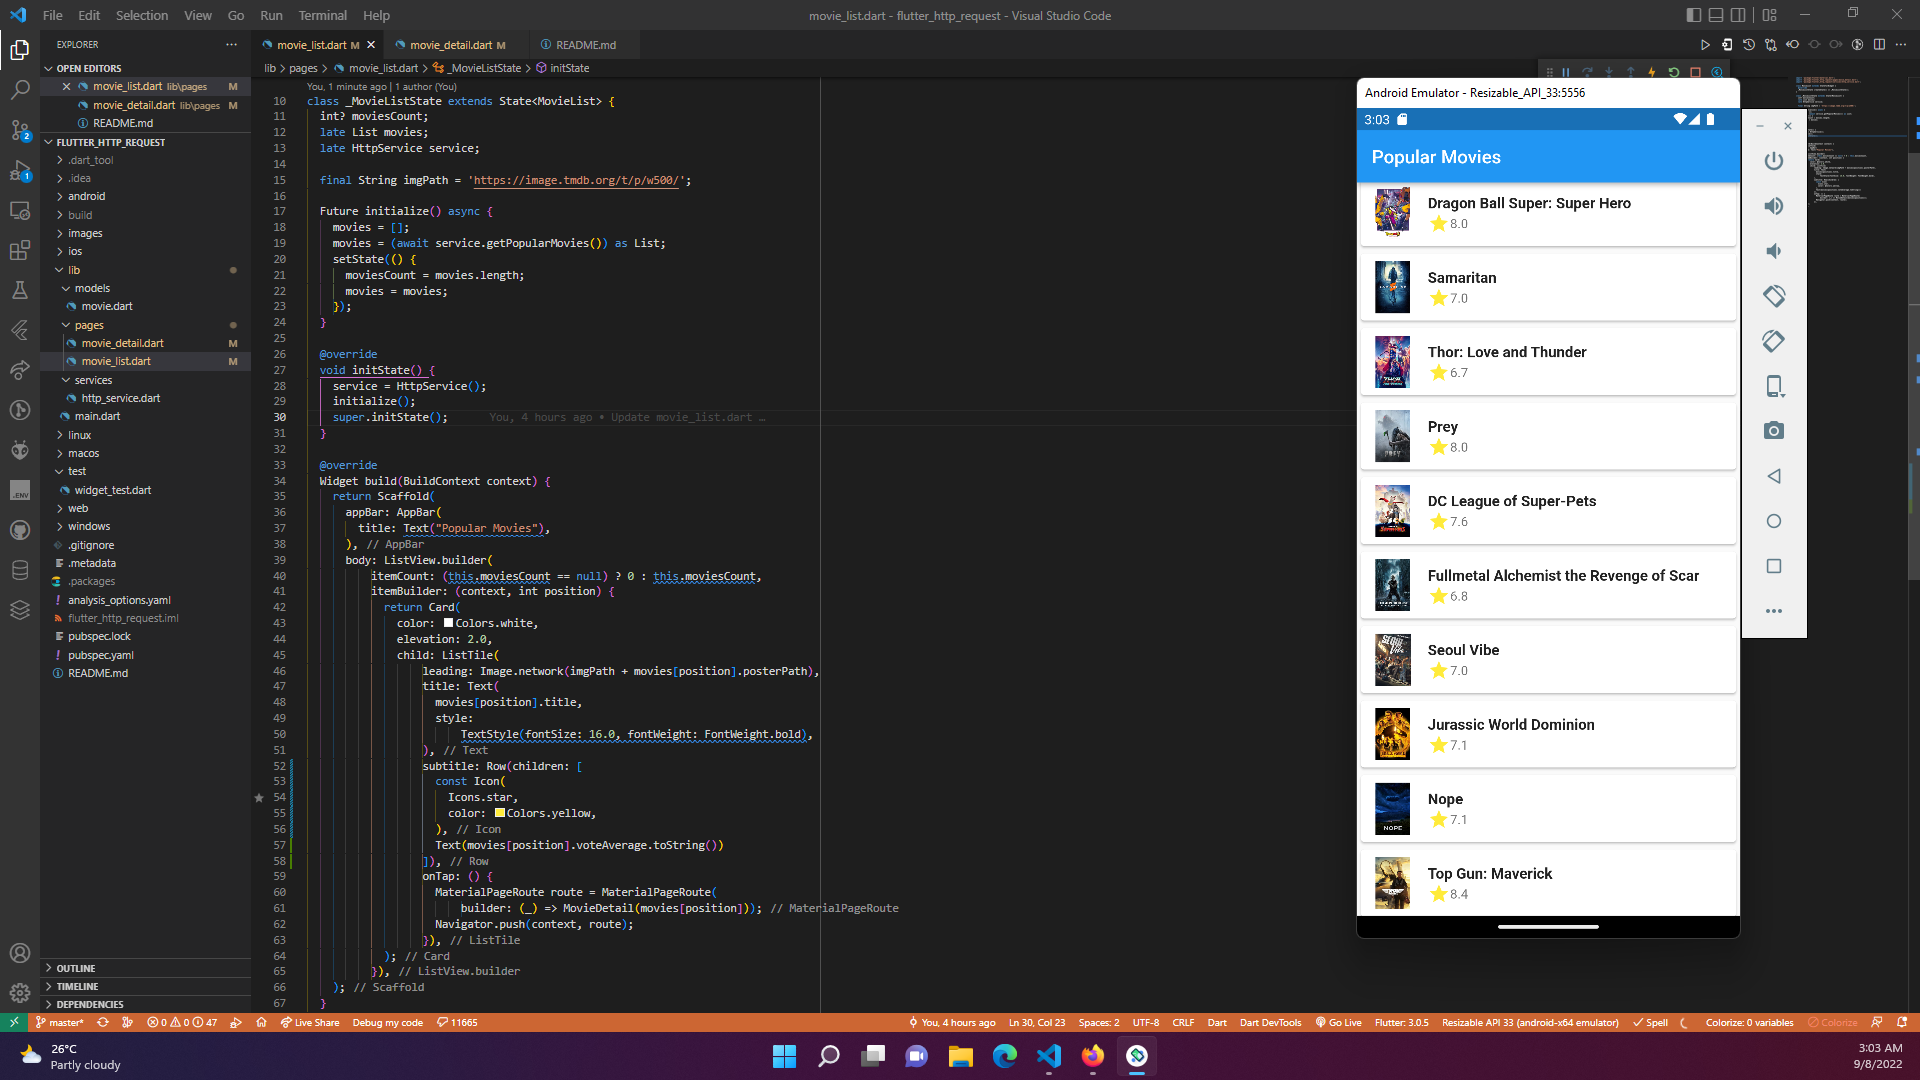 File Edit Selection View Go Run Terminal Help
movie_list.dart - flutter_http_request - Visual Studio Code
EXPLORER
OPEN EDITORS
movie_list.dart lib\pages M
movie_detail.dart lib\pages M
README.md
FLUTTER_HTTP_REQUEST
.dart_tool
.idea
android
build
images
ios
lib
models
movie.dart
pages
movie_detail.dart M
movie_list.dart M
services
http_service.dart
main.dart
linux
macos
test
widget_test.dart
web
windows
.gitignore
.metadata
.packages
analysis_options.yaml
flutter_http_request.iml
pubspec.lock
pubspec.yaml
README.md
OUTLINE
TIMELINE
DEPENDENCIES
2
1
.ENV
movie_list.dart M movie_detail.dart M README.md
lib > pages > movie_list.dart > _MovieListState > initState
You, 1 minute ago | 1 author (You)
10 class _MovieListState extends State<MovieList> {
11 int? moviesCount;
12 late List movies;
13 late HttpService service;
14
15 final String imgPath = 'https://image.tmdb.org/t/p/w500/';
16
17 Future initialize() async {
18 movies = [];
19 movies = (await service.getPopularMovies()) as List;
20 setState(() {
21 moviesCount = movies.length;
22 movies = movies;
23 });
24 }
25
26 @override
27 void initState() {
28 service = HttpService();
29 initialize();
30 super.initState(); You, 4 hours ago • Update movie_list.dart …
31 }
32
33 @override
34 Widget build(BuildContext context) {
35 return Scaffold(
36 appBar: AppBar(
37 title: Text("Popular Movies"),
38 ), // AppBar
39 body: ListView.builder(
40 itemCount: (this.moviesCount == null) ? 0 : this.moviesCount,
41 itemBuilder: (context, int position) {
42 return Card(
43 color: Colors.white,
44 elevation: 2.0,
45 child: ListTile(
46 leading: Image.network(imgPath + movies[position].posterPath),
47 title: Text(
48 movies[position].title,
49 style:
50 TextStyle(fontSize: 16.0, fontWeight: FontWeight.bold),
51 ), // Text
52 subtitle: Row(children: [
53 const Icon(
54 Icons.star,
55 color: Colors.yellow,
56 ), // Icon
57 Text(movies[position].voteAverage.toString())
58 ]), // Row
59 onTap: () {
60 MaterialPageRoute route = MaterialPageRoute(
61 builder: (_) => MovieDetail(movies[position])); // MaterialPageRoute
62 Navigator.push(context, route);
63 }), // ListTile
64 ); // Card
65 }), // ListView.builder
66 ); // Scaffold
67 }
Android Emulator - Resizable_API_33:5556
3:03
Popular Movies
Dragon Ball Super: Super Hero
8.0
Samaritan
7.0
Thor: Love and Thunder
6.7
Prey
8.0
DC League of Super-Pets
7.6
Fullmetal Alchemist the Revenge of Scar
6.8
Seoul Vibe
7.0
Jurassic World Dominion
7.1
Nope
7.1
NOPE
Top Gun: Maverick
8.4
master* 0 0 47 Live Share Debug my code 11665
You, 4 hours ago Ln 30, Col 23 Spaces: 2 UTF-8 CRLF Dart Dart DevTools Go Live Flutter: 3.0.5 Resizable API 33 (android-x64 emulator) Spell Colorize: 0 variables Colorize
26°C
Partly cloudy
3:03 AM
9/8/2022